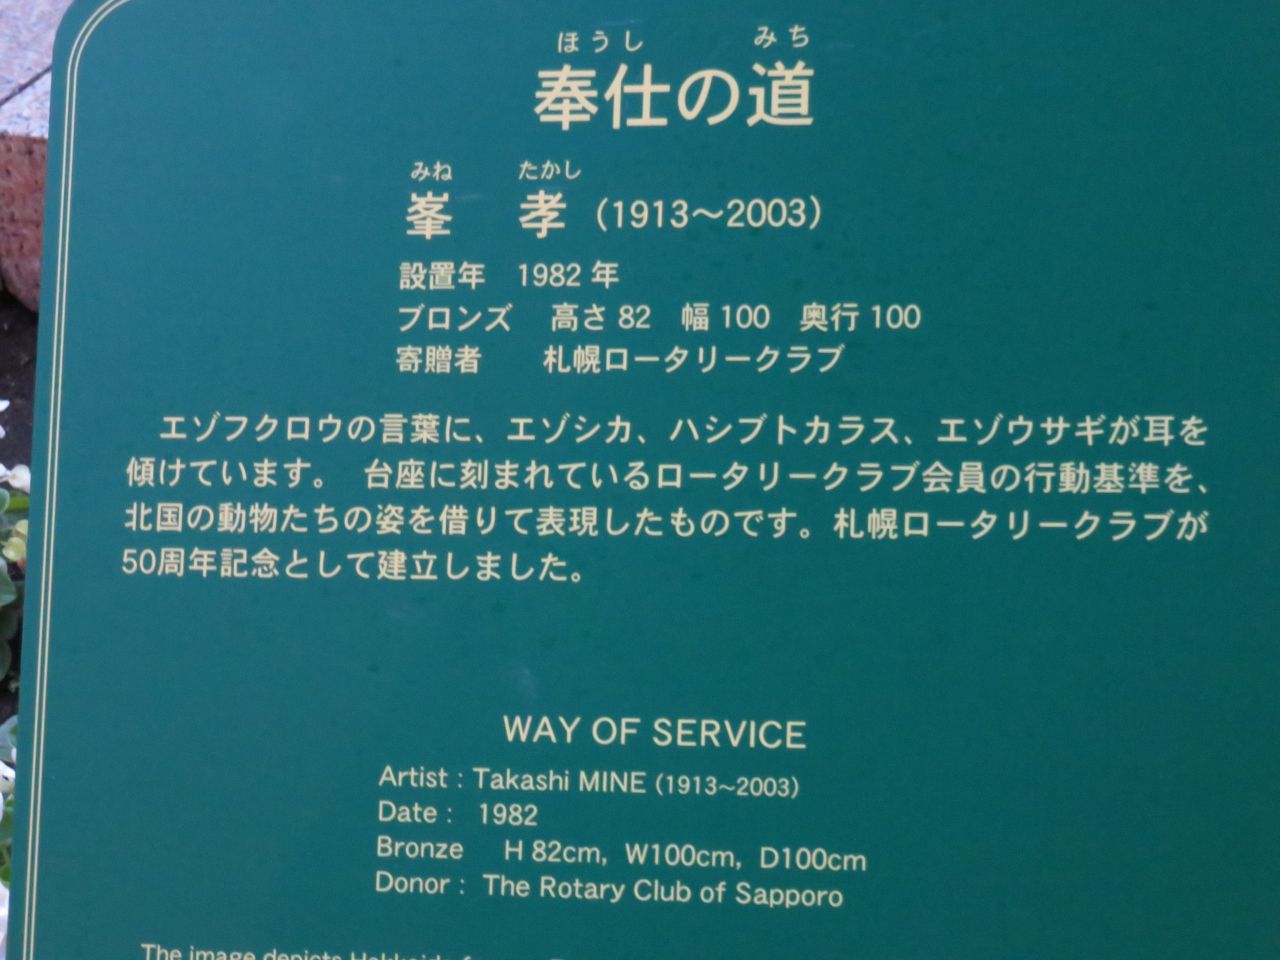 ほうし　みち
奉仕の道
みね　たかし
峯　孝（1913～2003）
設置年　1982 年
ブロンズ　高さ 82　幅 100　奥行 100
寄贈者　札幌ロータリークラブ
エゾフクロウの言葉に、エゾシカ、ハシブトカラス、エゾウサギが耳を
傾けています。　台座に刻まれているロータリークラブ会員の行動基準を、
北国の動物たちの姿を借りて表現したものです。札幌ロータリークラブが
50周年記念として建立しました。
WAY OF SERVICE
Artist : Takashi MINE (1913~2003)
Date :　1982
Bronze　H 82cm, W100cm, D100cm
Donor : The Rotary Club of Sapporo
The image depicts Hokkaido